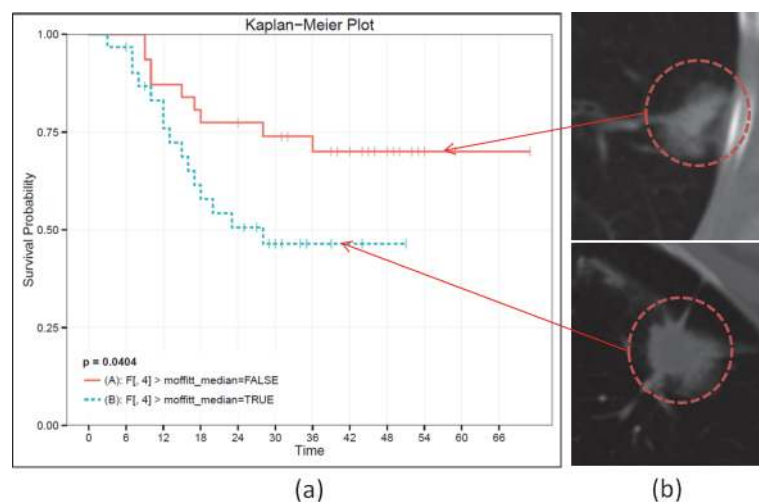 Kaplan−Meier Plot
1.00
0.75
0.50
0.25
0.00
Survival Probability
p = 0.0404
(A): F[, 4] > moffitt_median=FALSE
(B): F[, 4] > moffitt_median=TRUE
0 6 12 18 24 30 36 42 48 54 60 66
Time
(a)
(b)